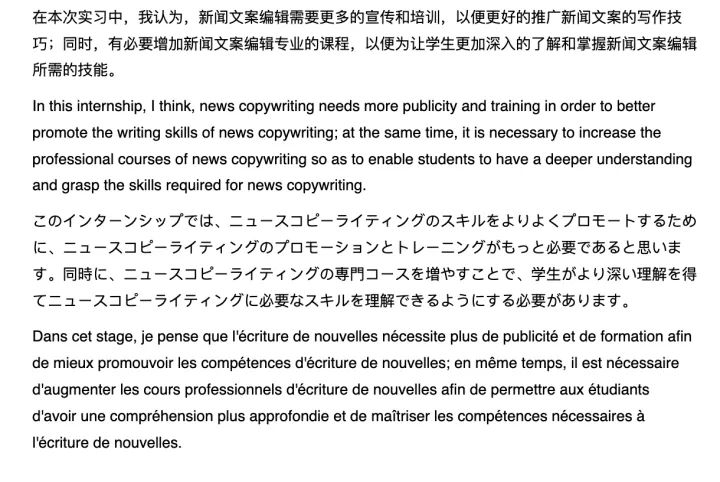 在本次实习中，我认为，新闻文案编辑需要更多的宣传和培训，以便更好的推广新闻文案的写作技
巧；同时，有必要增加新闻文案编辑专业的课程，以便为让学生更加深入的了解和掌握新闻文案编辑
所需的技能。
In this internship, I think, news copywriting needs more publicity and training in order to better
promote the writing skills of news copywriting; at the same time, it is necessary to increase the
professional courses of news copywriting so as to enable students to have a deeper understanding
and grasp the skills required for news copywriting.
このインターンシップでは、ニュースコピーライティングのスキルをよりよくプロモートするため
に、ニュースコピーライティングのプロモーションとトレーニングがもっと必要であると思いま
す。同時に、ニュースコピーライティングの専門コースを増やすことで、学生がより深い理解を得
てニュースコピーライティングに必要なスキルを理解できるようにする必要があります。
Dans cet stage, je pense que l'écriture de nouvelles nécessite plus de publicité et de formation afin
de mieux promouvoir les compétences d'écriture de nouvelles; en même temps, il est nécessaire
d'augmenter les cours professionnels d'écriture de nouvelles afin de permettre aux étudiants
d'avoir une compréhension plus approfondie et de maîtriser les compétences nécessaires à
l'écriture de nouvelles.